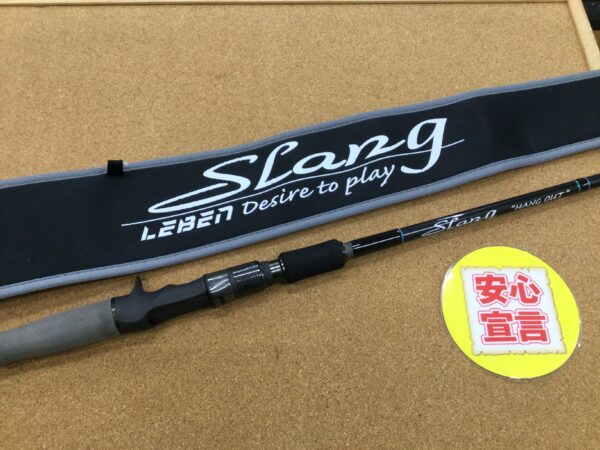 Slang
LEBEN Desire to play
Slang "HANG OUT"
安心
宣言